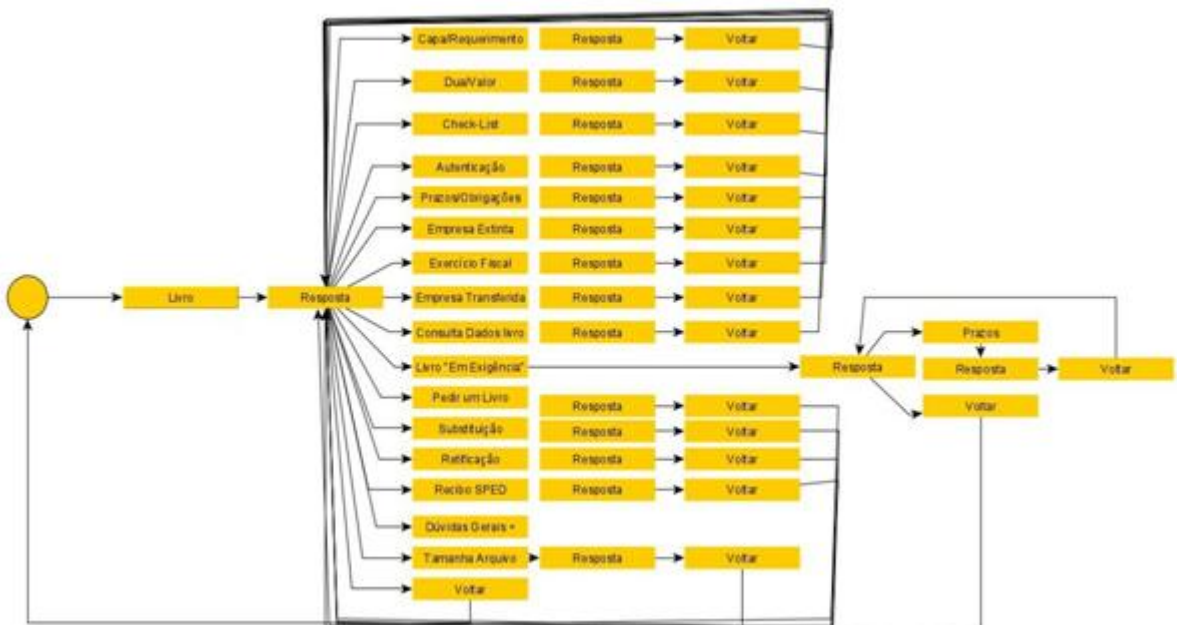 Capa/Requerimento Resposta Voltar
Dua/Valor Resposta Voltar
Check-List Resposta Voltar
Autenticação Resposta Voltar
Prazos/Obrigações Resposta Voltar
Empresa Extinta Resposta Voltar
Exercício Fiscal Resposta Voltar
Livro Resposta Empresa Transferida Resposta Voltar
Consulta Dados livro Resposta Voltar
Prazos
Livro "Em Exigência" Resposta Resposta Voltar
Pedir um Livro Resposta Voltar Voltar
Substituição Resposta Voltar
Retificação Resposta Voltar
Recibo SPED Resposta Voltar
Dúvidas Gerais +
Tamanha Arquivo Resposta Voltar
Voltar